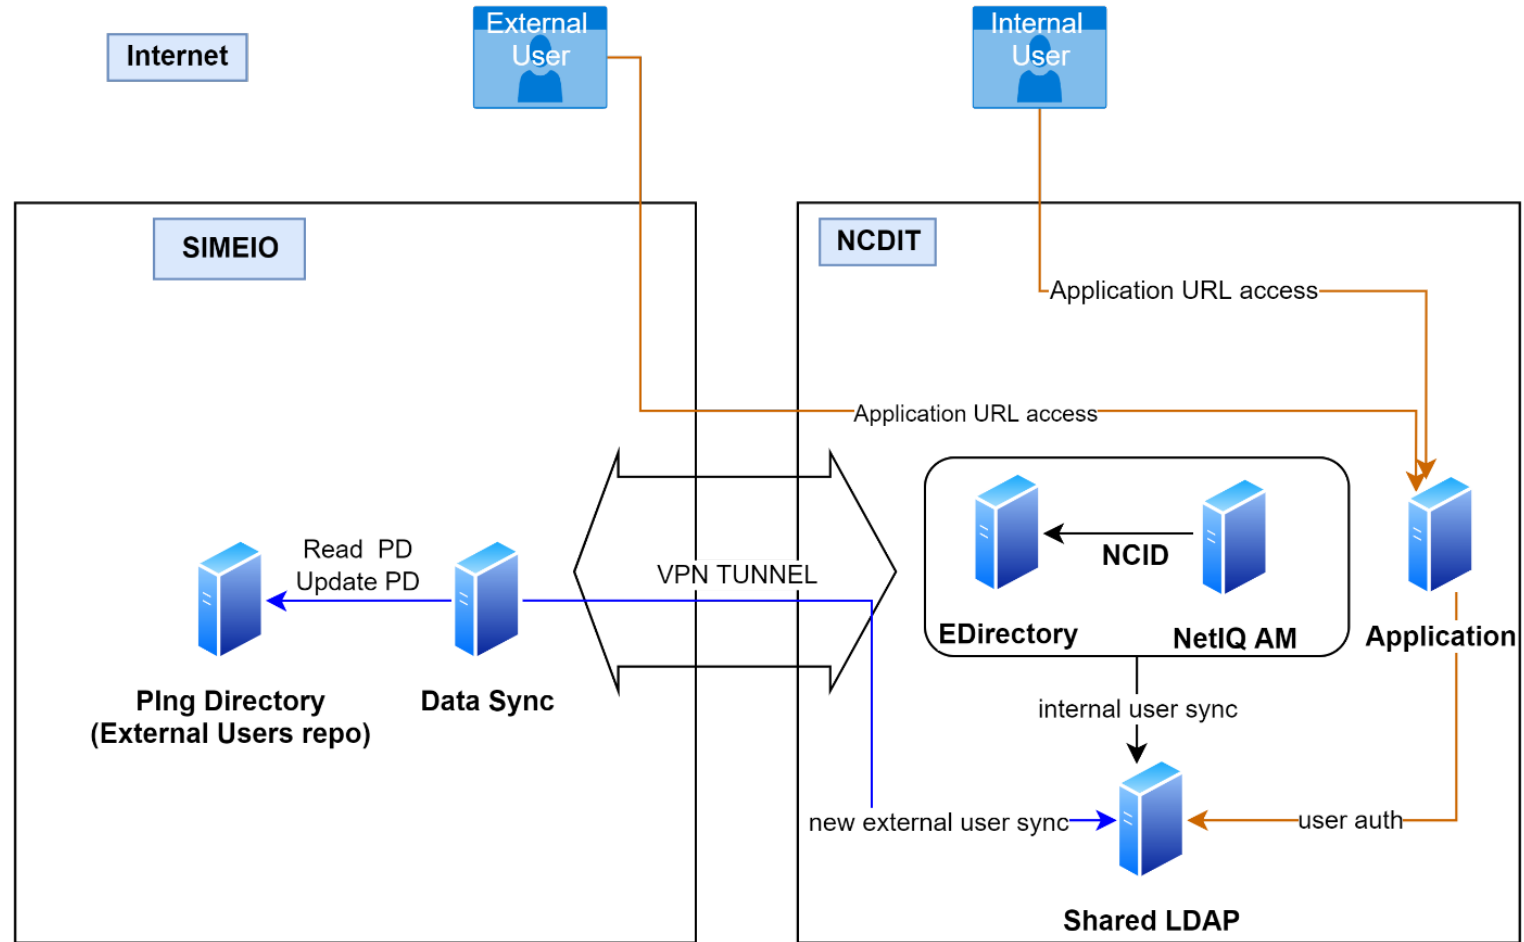 External
User
Internal
User
Internet
SIMEIO
NCDIT
Application URL access
Application URL access
Read  PD
Update PD
VPN TUNNEL
NCID
EDirectory
NetIQ AM
Application
PIng Directory
(External Users repo)
Data Sync
internal user sync
new external user sync
user auth
Shared LDAP